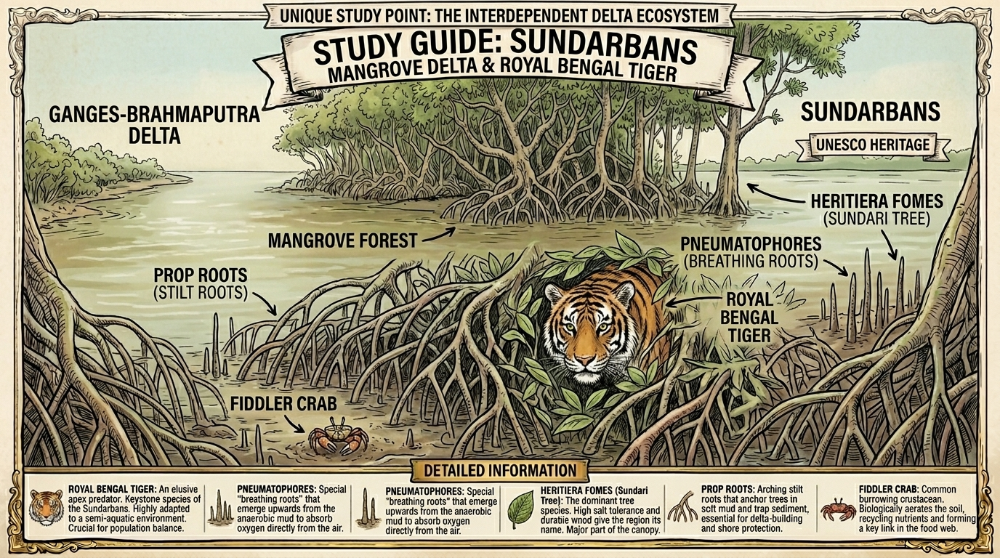 UNIQUE STUDY POINT: THE INTERDEPENDENT DELTA ECOSYSTEM
STUDY GUIDE: SUNDARBANS
MANGROVE DELTA & ROYAL BENGAL TIGER
GANGES-BRAHMAPUTRA
DELTA
SUNDARBANS
UNESCO HERITAGE
HERITIERA FOMES
(SUNDARI TREE)
MANGROVE FOREST
PNEUMATOPHORES
(BREATHING ROOTS)
PROP ROOTS
(STILT ROOTS)
ROYAL
BENGAL
TIGER
FIDDLER CRAB
DETAILED INFORMATION
ROYAL BENGAL TIGER: An elusive
apex predator. Keystone species of
the Sundarbans. Highly adapted
to a semi-aquatic environment.
Crucial for population balance.
PNEUMATOPHORES: Special
"breathing roots" that
emerge upwards from the
anaerobic mud to absorb
oxygen directly from the air.
PNEUMATOPHORES: Special
"breathing roots" that emerge
upwards from the anaerobic
mud to absorb oxygen
directly from the air.
HERITIERA FOMES (Sundari
Tree): The dominant tree
species. High salt tolerance and
duratie wnod give the region its
name. Major part of the canopy.
PROP ROOTS: Arching stilt
roots that anchor trees in
scft mud and trap sediment,
essential for delta-building
and shore protection.
FIDDLER CRAB: Common
burrowing crustacean.
Biologically aerates the soil,
recycling nutrients and forming
a key link in the food web.